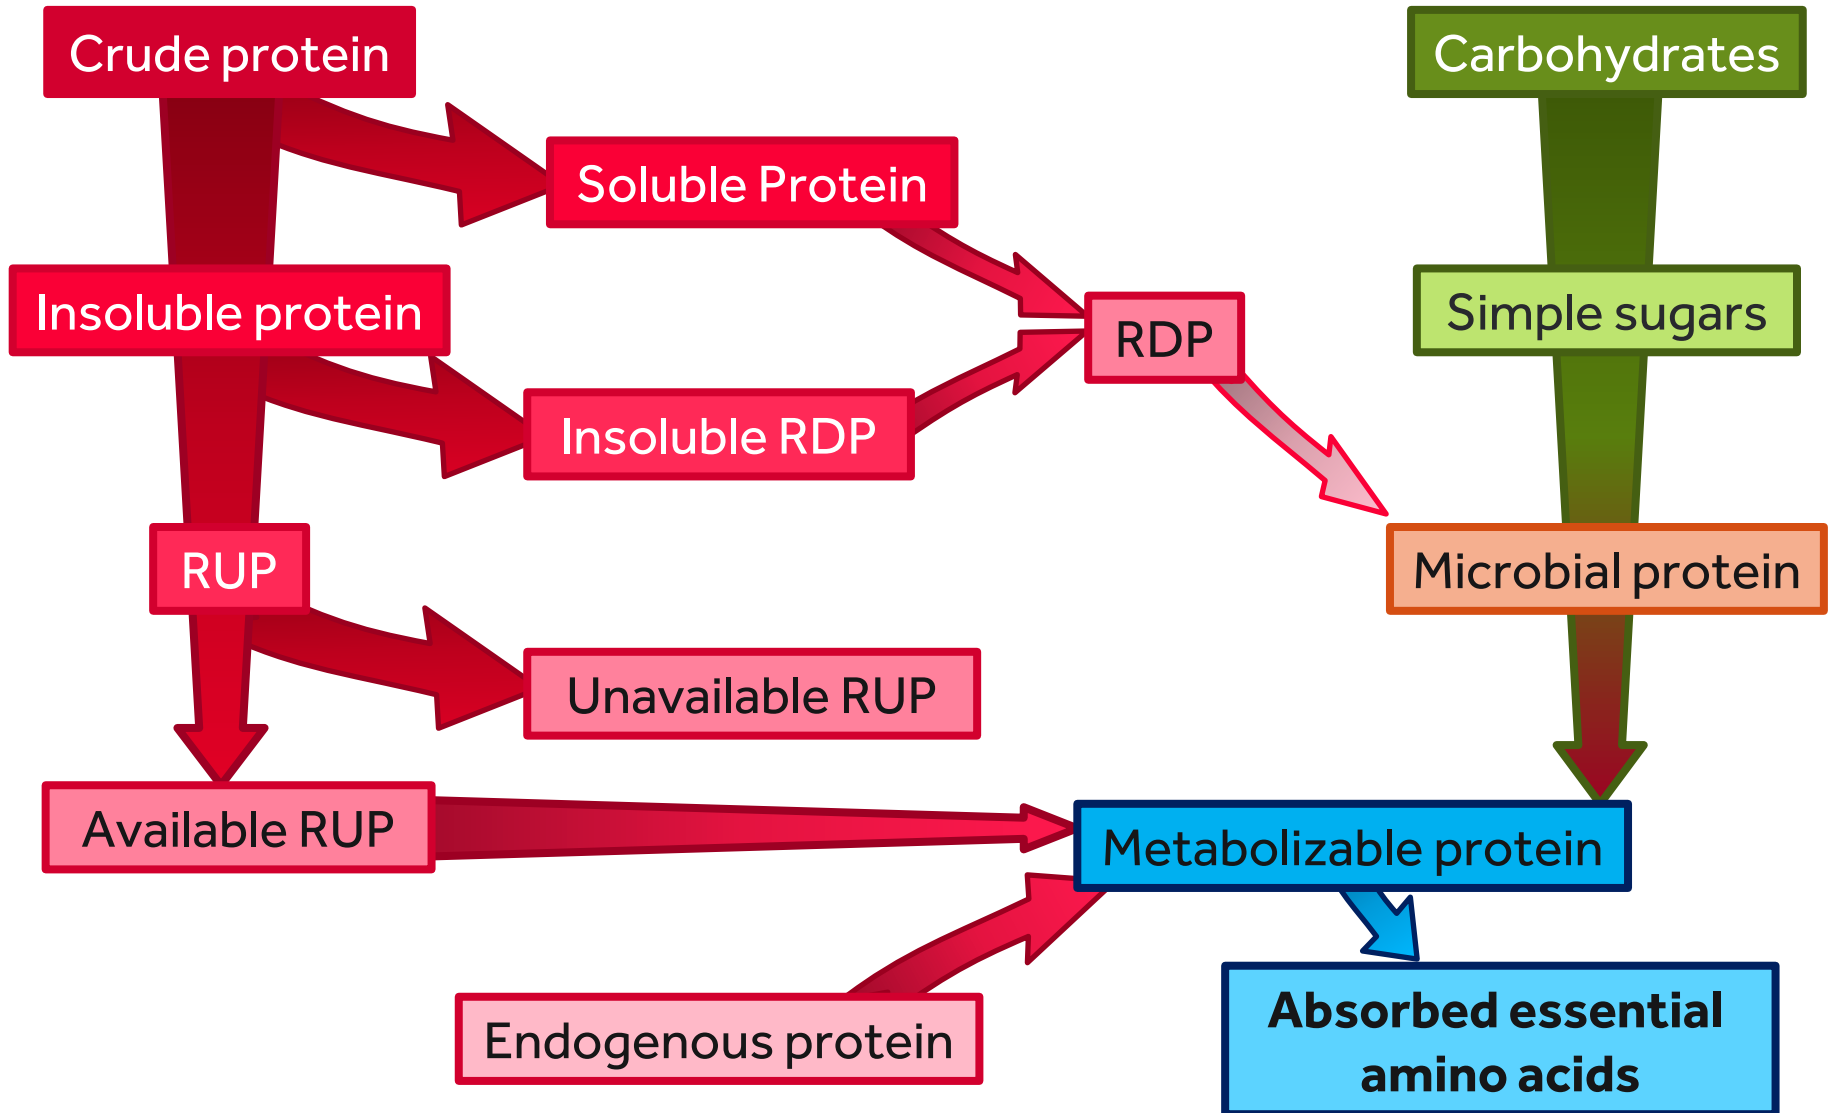 Crude protein
Carbohydrates
Soluble Protein
Insoluble protein
Simple sugars
RDP
Insoluble RDP
RUP
Microbial protein
Unavailable RUP
Available RUP
Metabolizable protein
Endogenous protein
Absorbed essential
amino acids